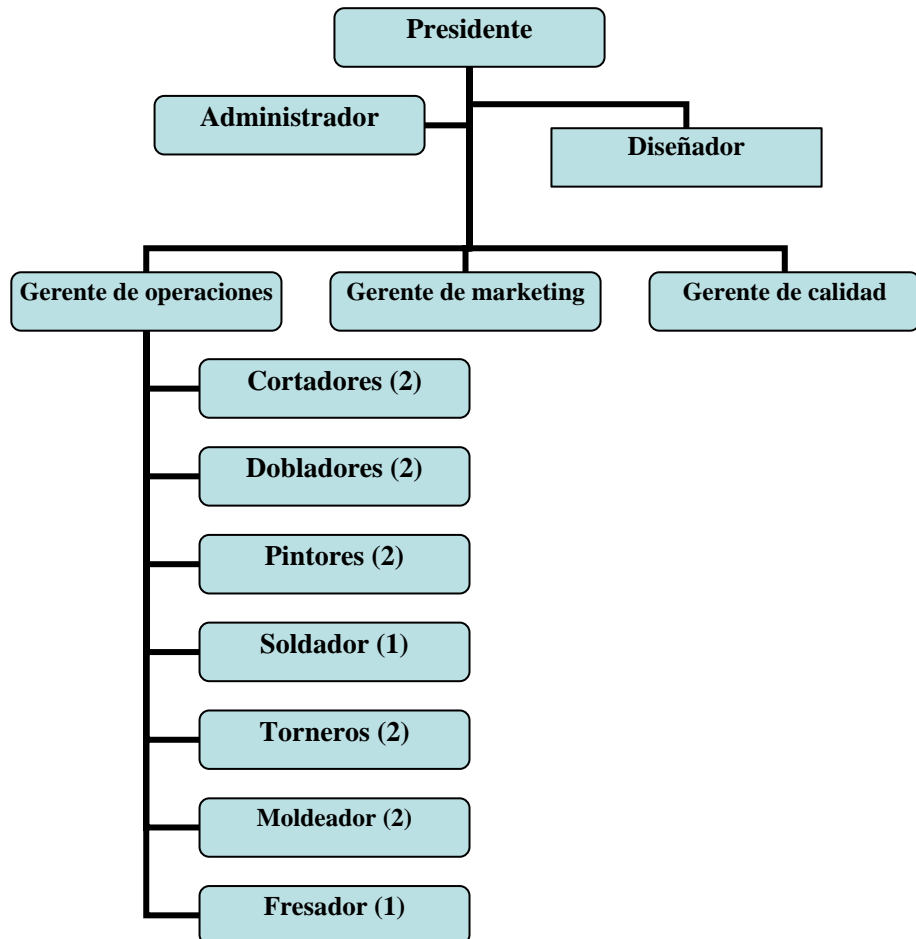 Presidente
Administrador
Diseñador
Gerente de operaciones
Gerente de marketing
Gerente de calidad
Cortadores (2)
Dobladores (2)
Pintores (2)
Soldador (1)
Torneros (2)
Moldeador (2)
Fresador (1)